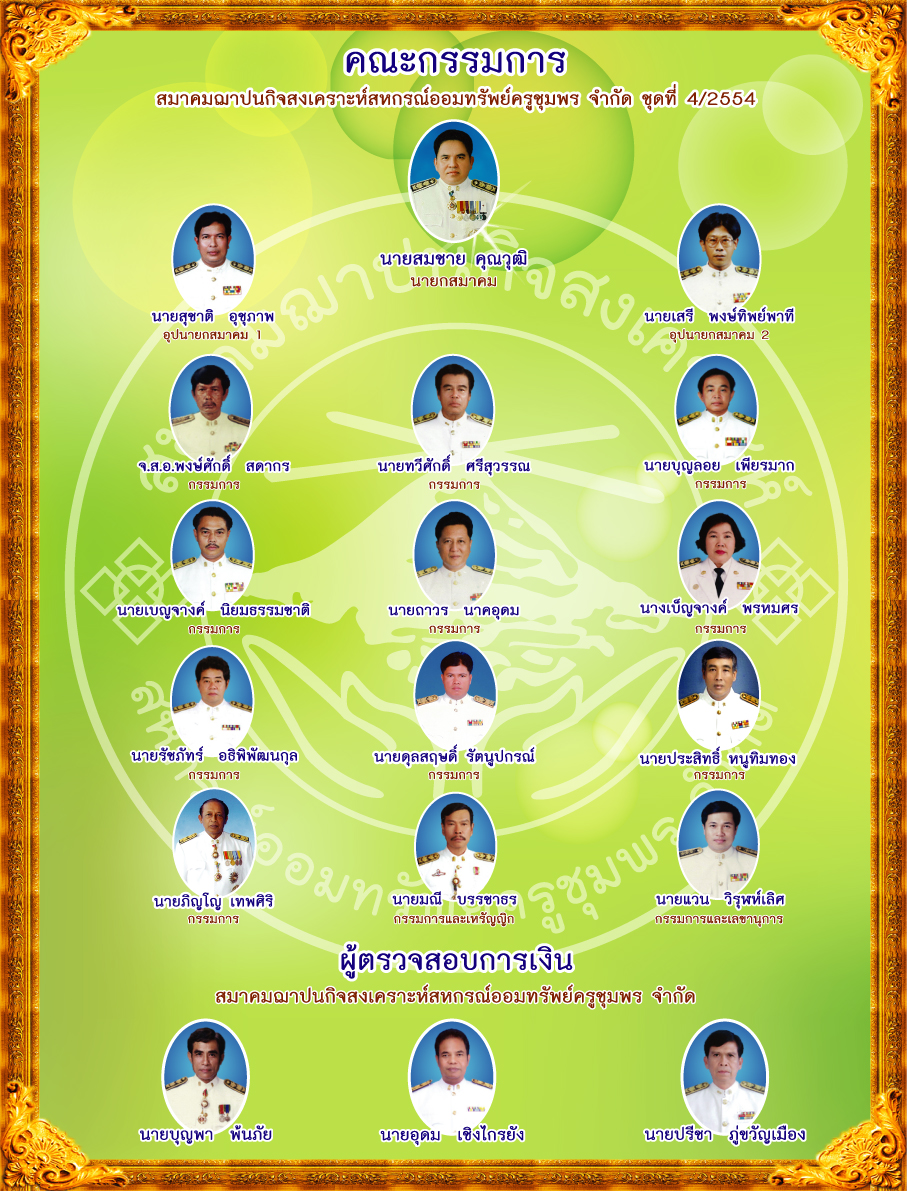 คณะกรรมการ
สมาคมฌาปนกิจสงเคราะห์สหกรณ์ออมทรัพย์ครูชุมพร จำกัด ชุดที่ 4/2554
นายสมชาย คุณวุฒิ
นายกสมาคม
นายสุชาติ อุชุภาพ
อุปนายกสมาคม 1
นายเสรี พงษ์ทิพย์พาที
อุปนายกสมาคม 2
จ.ส.อ.พงษ์ศักดิ์ สดากร
กรรมการ
นายทวีศักดิ์ ศรีสุวรรณ
กรรมการ
นายบุญลอย เพียรมาก
กรรมการ
นายเบญจางค์ นิยมธรรมชาติ
กรรมการ
นายถาวร นาคอุดม
กรรมการ
นางเบ็ญจางค์ พรหมศร
กรรมการ
นายรัชภัทร์ อธิพิพัฒนกุล
กรรมการ
นายดุลสฤษดิ์ รัตนูปกรณ์
กรรมการ
นายประสิทธิ์ หนูทิมทอง
กรรมการ
นายภิญโญ เทพศิริ
กรรมการ
นายมณี บรรชาธร
กรรมการและเหรัญญิก
นายแวน วิรุฬห์เลิศ
กรรมการและเลขานุการ
ผู้ตรวจสอบการเงิน
สมาคมฌาปนกิจสงเคราะห์สหกรณ์ออมทรัพย์ครูชุมพร จำกัด
นายบุญพา พ้นภัย
นายอุดม เชิงไกรยัง
นายปรีชา ภู่ขวัญเมือง